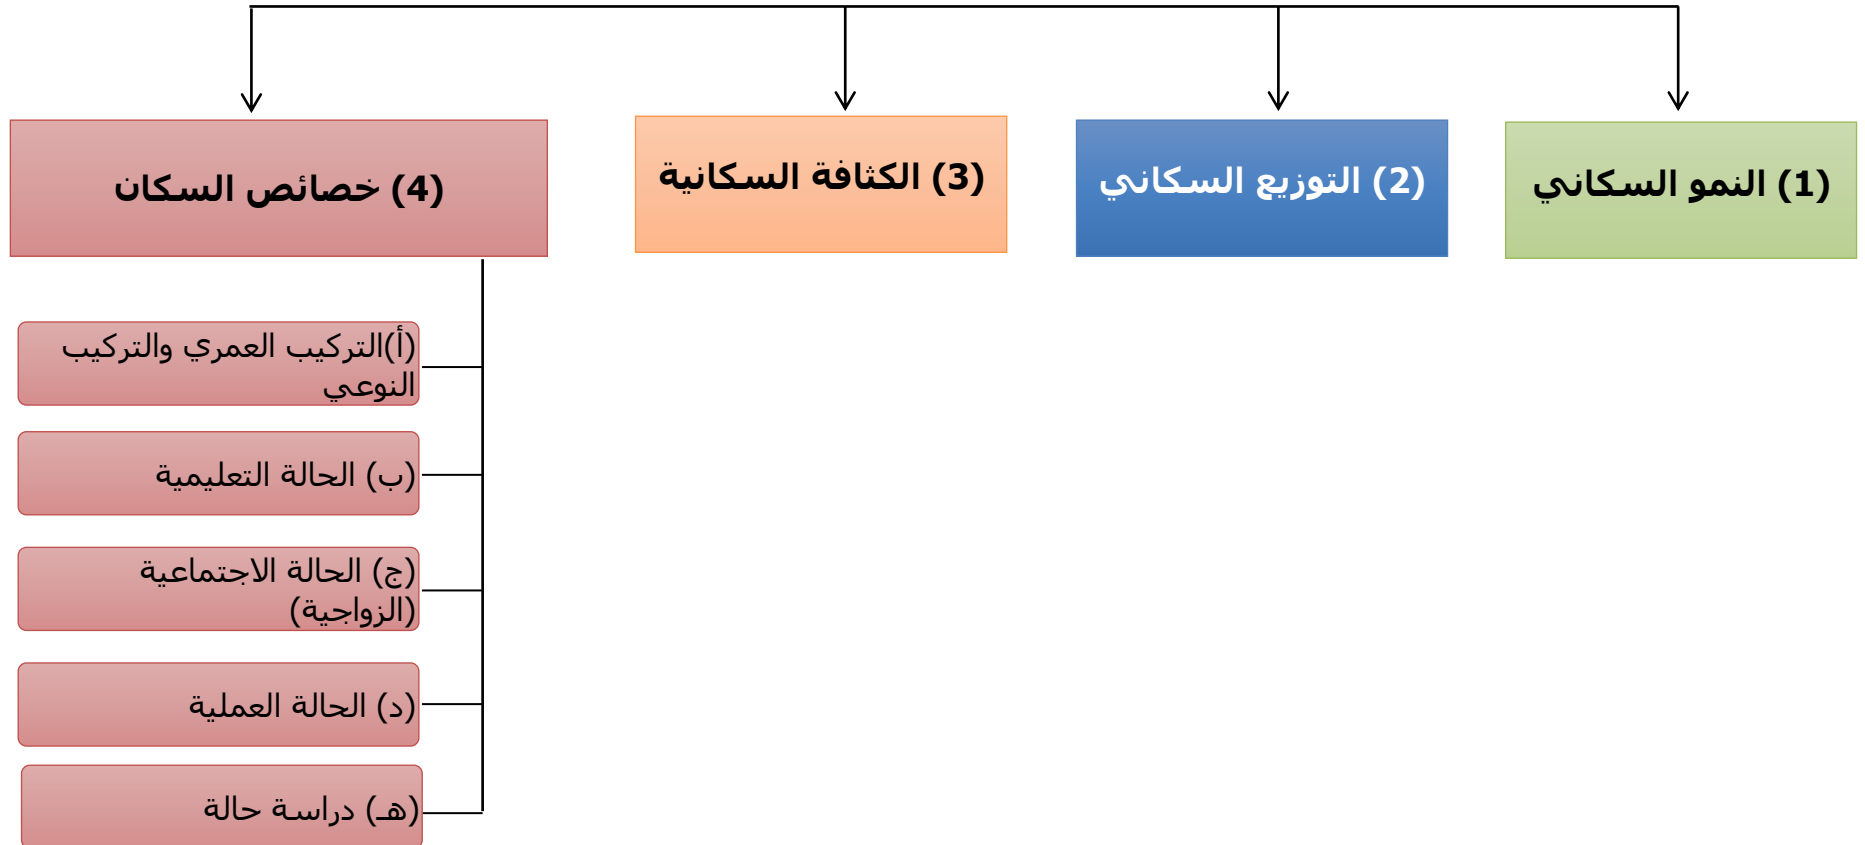 (1) النمو السكاني
(2) التوزيع السكاني
(3) الكثافة السكانية
(4) خصائص السكان
(أ)التركيب العمري والتركيب
النوعي
(ب) الحالة التعليمية
(ج) الحالة الاجتماعية
(الزواجية)
(د) الحالة العملية
(هـ) دراسة حالة